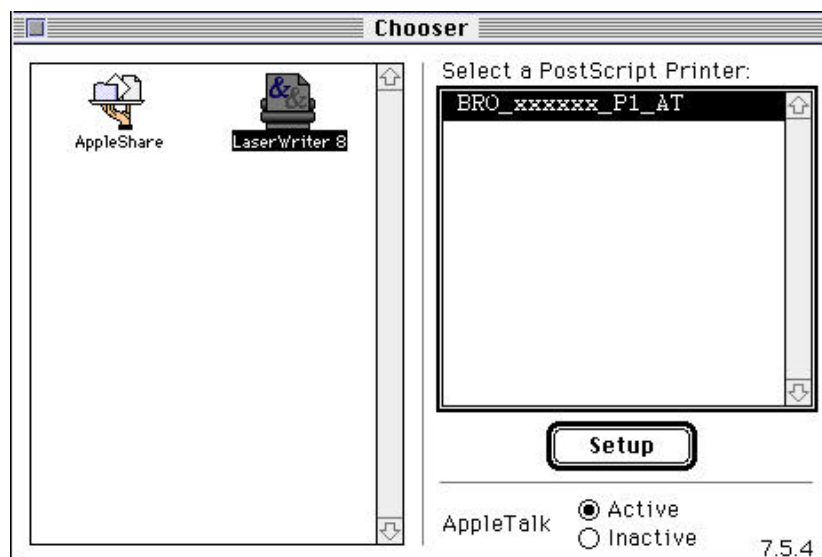 Chooser
AppleShare
LaserWriter 8
&&
Select a PostScript Printer:
BRO_xxxxxx_P1_AT
Setup
AppleTalk
Active
Inactive
7.5.4